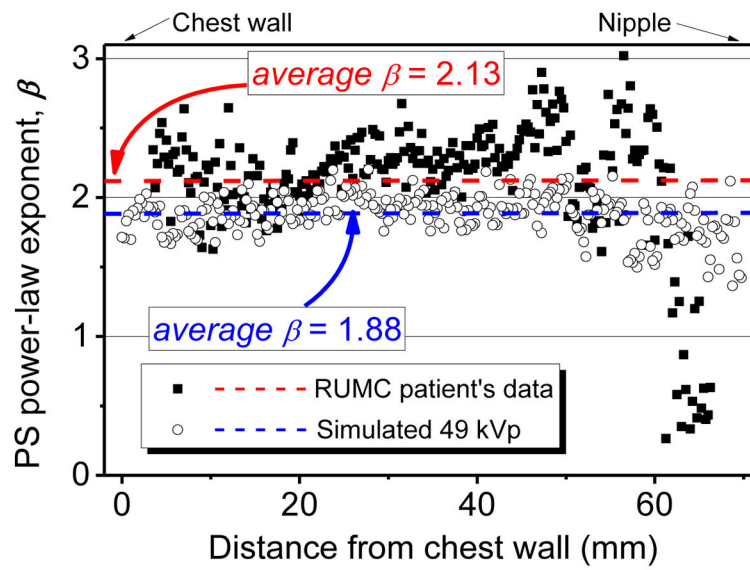 Chest wall
Nipple
3
average β = 2.13
2
PS power-law exponent, β
average β = 1.88
1
RUMC patient's data
Simulated 49 kVp
0
0 20 40 60
Distance from chest wall (mm)